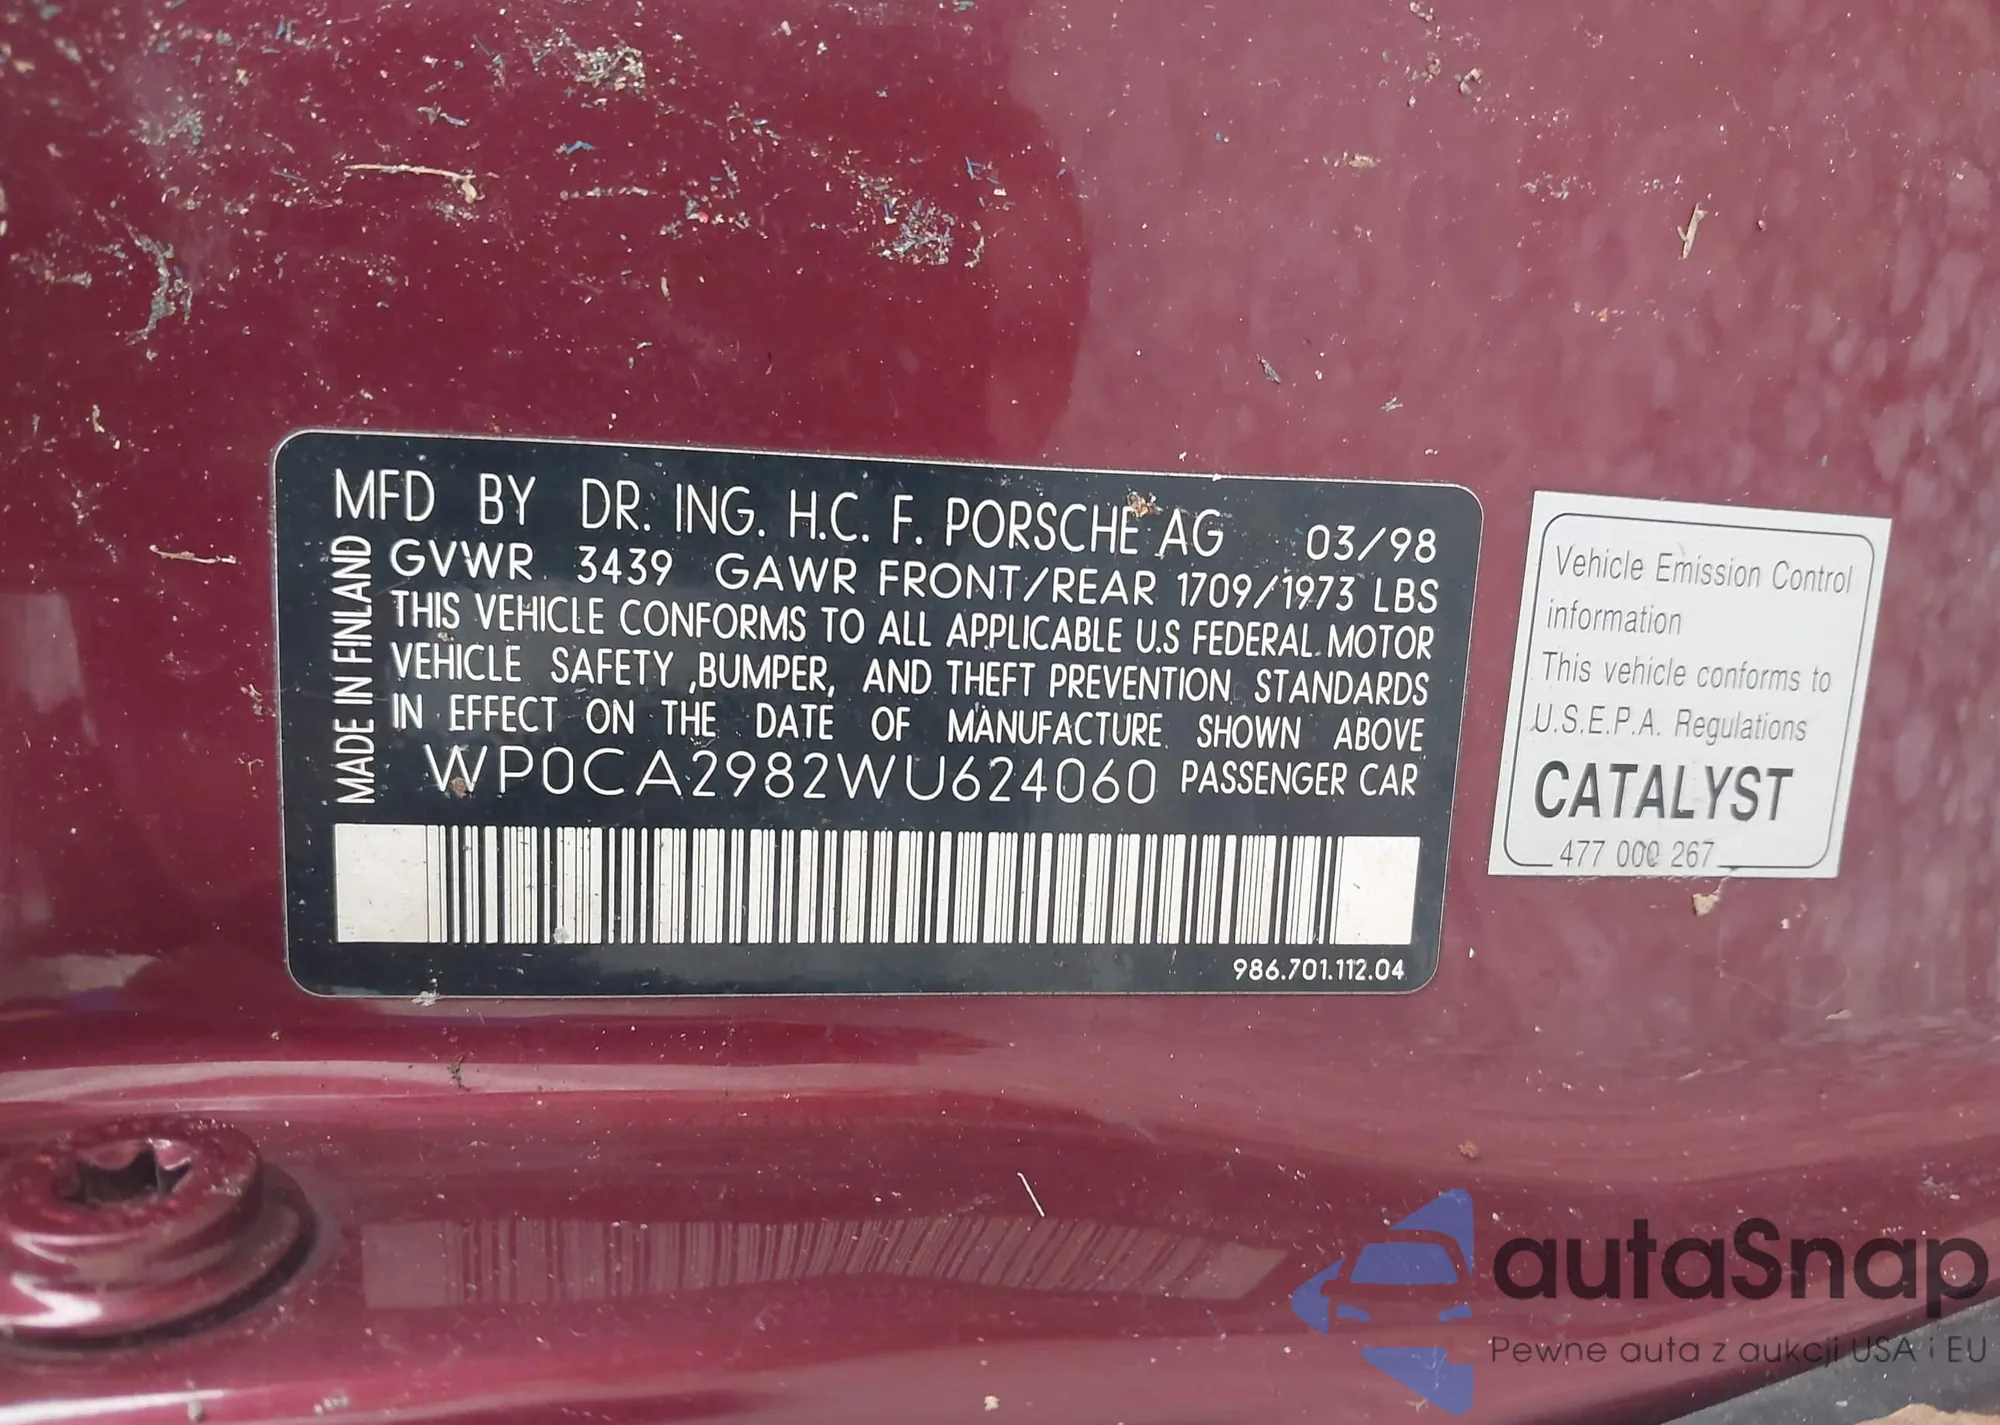 MFD BY DR. ING. H.C. F. PORSCHE AG 03/98
GVWR 3439 GAWR FRONT/REAR 1709/1973 LBS
THIS VEHICLE CONFORMS TO ALL APPLICABLE U.S FEDERAL MOTOR
VEHICLE SAFETY ,BUMPER, AND THEFT PREVENTION STANDARDS
IN EFFECT ON THE DATE OF MANUFACTURE SHOWN ABOVE
WP0CA2982WU624060 PASSENGER CAR
MADE IN FINLAND
986.701.112.04
Vehicle Emission Control
information
This vehicle conforms to
U.S.E.P.A. Regulations
CATALYST
477 000 267
autaSnap
Pewne auta z aukcji USA i EU